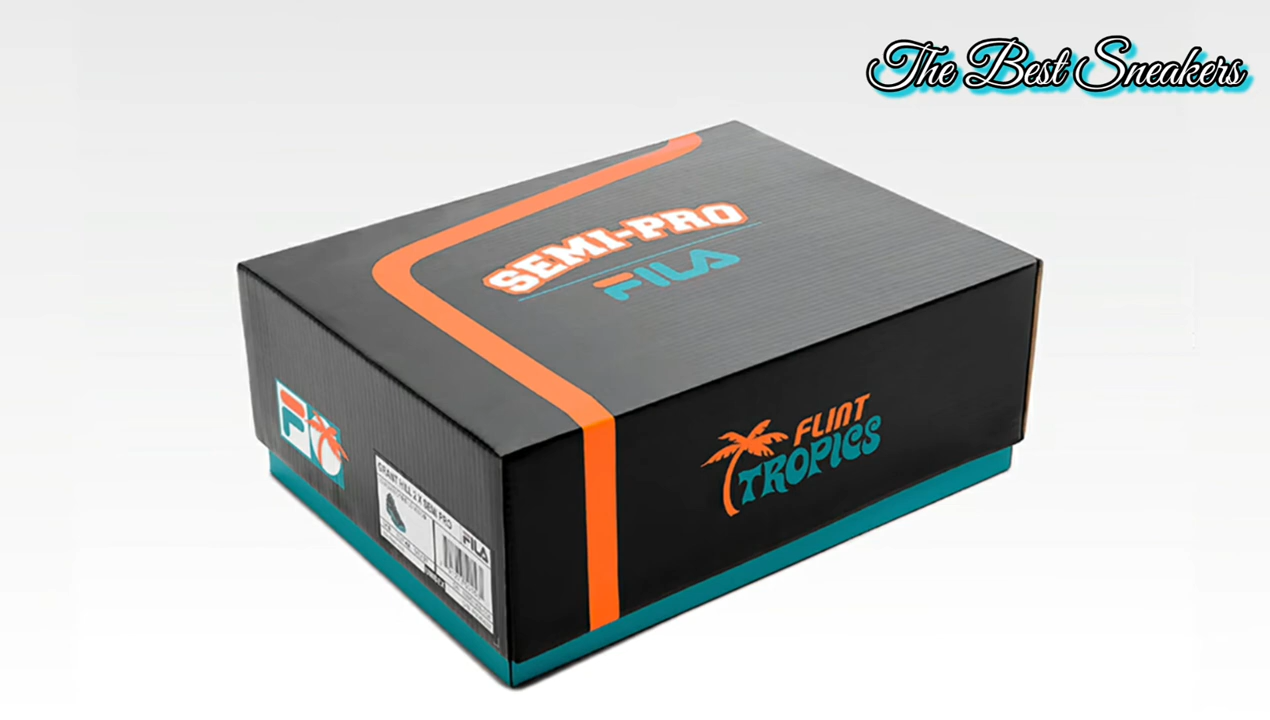 The Best Sneakers
SEMI-PRO
FILA
FLINT
TROPICS
F
GRANT HILL 2 X SEMI PRO
FILA